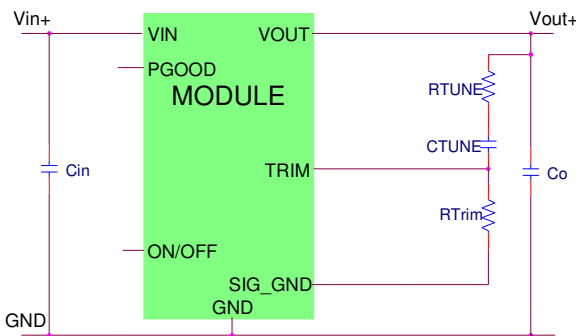 Vin+
Vout+
VIN
VOUT
PGOOD
MODULE
RTUNE
CTUNE
Cin
TRIM
Co
RTrim
ON/OFF
SIG_GND
GND
GND